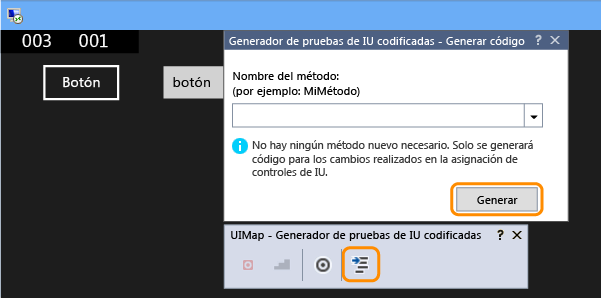 003 001
Botón
botón
Generador de pruebas de IU codificadas - Generar código ? ×
Nombre del método:
(por ejemplo: MiMétodo)
No hay ningún método nuevo necesario. Solo se generará
código para los cambios realizados en la asignación de
controles de IU.
Generar
UIMap - Generador de pruebas de IU codificadas ? ×